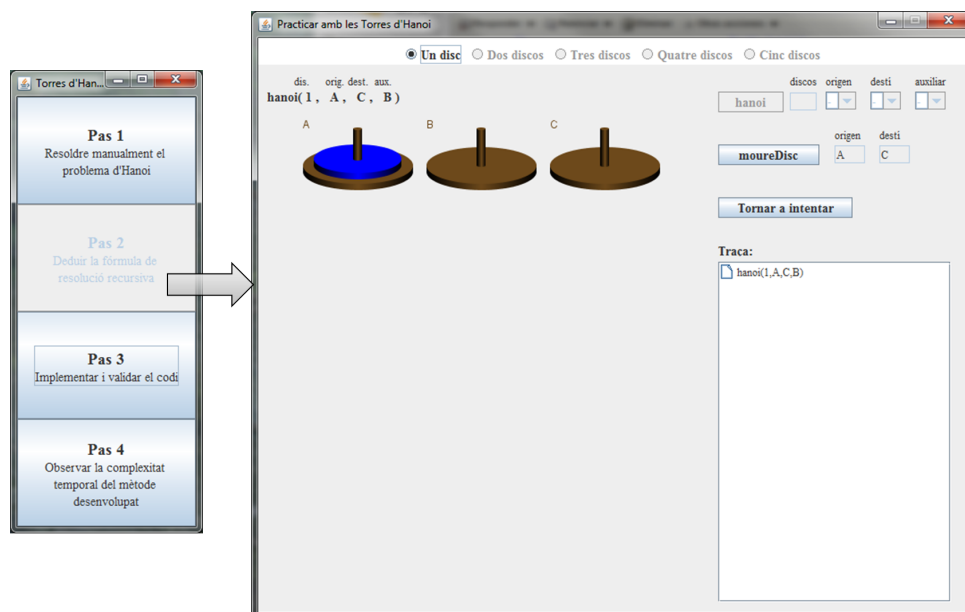 Torres d'Han...
Pas 1
Resoldre manualment el
problema d'Hanoi
Pas 2
Deduir la fórmula de
resolució recursiva
Pas 3
Implementar i validar el codi
Pas 4
Observar la complexitat
temporal del mètode
desenvolupat
Practicar amb les Torres d'Hanoi
Un disc Dos discos Tres discos Quatre discos Cinc discos
dis. orig. dest. aux.
hanoi( 1 , A , C , B )
A B C
discos origen desti auxiliar
hanoi - - -
origen desti
moureDisc A C
Tornar a intentar
Traca:
hanoi(1,A,C,B)